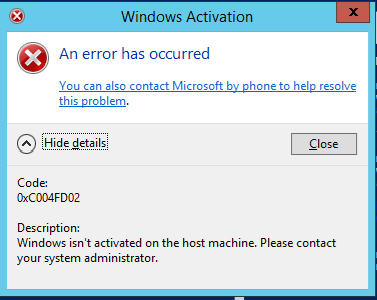 Windows Activation
x
An error has occurred
You can also contact Microsoft by phone to help resolve
this problem.
Hide details
Close
Code:
0xC004FD02
Description:
Windows isn't activated on the host machine. Please contact
your system administrator.